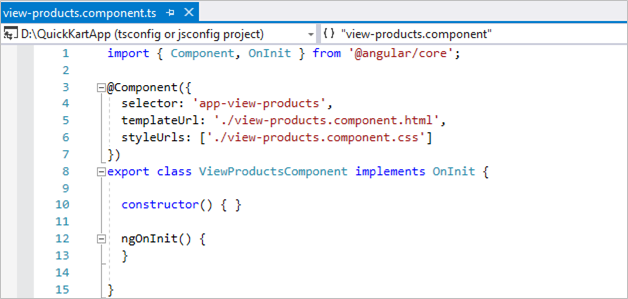 view-products.component.ts
D:\QuickKartApp (tsconfig or jsconfig project) {} "view-products.component"
1 import { Component, OnInit } from '@angular/core';
2
3 @Component({
4 selector: 'app-view-products',
5 templateUrl: './view-products.component.html',
6 styleUrls: ['./view-products.component.css']
7 })
8 export class ViewProductsComponent implements OnInit {
9
10 constructor() { }
11
12 ngOnInit() {
13 }
14
15 }